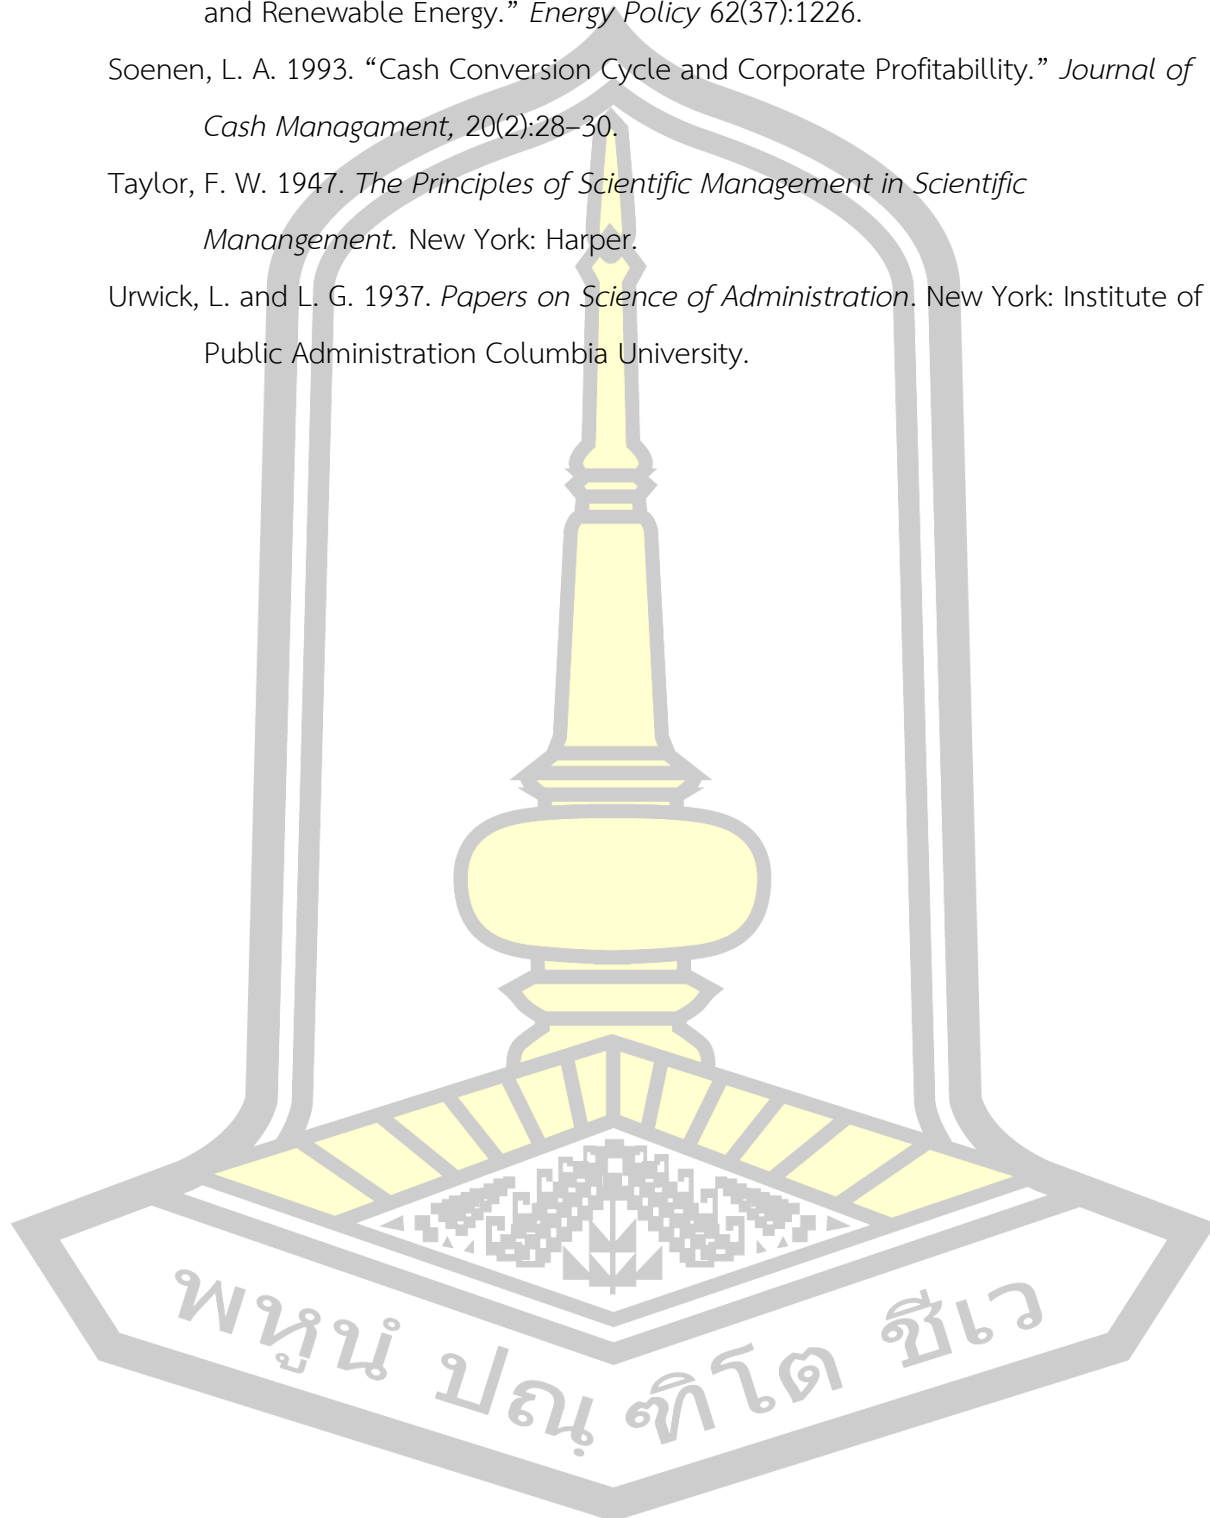 and Renewable Energy.” Energy Policy 62(37):1226.
Soenen, L. A. 1993. “Cash Conversion Cycle and Corporate Profitabillity.” Journal of
Cash Managament, 20(2):28–30.
Taylor, F. W. 1947. The Principles of Scientific Management in Scientific
Manangement. New York: Harper.
Urwick, L. and L. G. 1937. Papers on Science of Administration. New York: Institute of
Public Administration Columbia University.
พหูนํ ปณฺฑิโต ชีเว